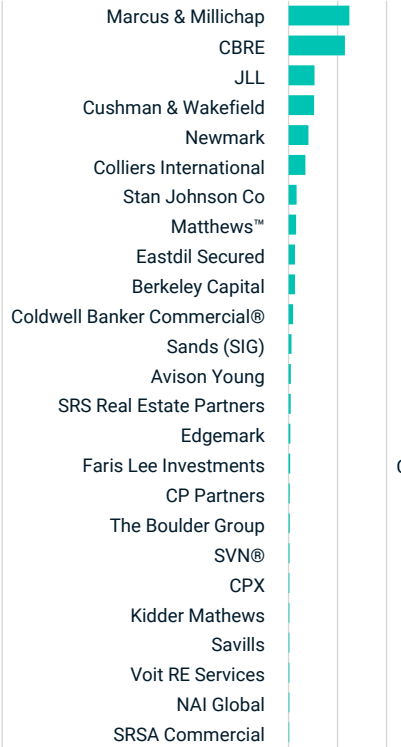 Marcus & Millichap
CBRE
JLL
Cushman & Wakefield
Newmark
Colliers International
Stan Johnson Co
Matthews™
Eastdil Secured
Berkeley Capital
Coldwell Banker Commercial®
Sands (SIG)
Avison Young
SRS Real Estate Partners
Edgemark
Faris Lee Investments
CP Partners
The Boulder Group
SVN®
CPX
Kidder Mathews
Savills
Voit RE Services
NAI Global
SRSA Commercial